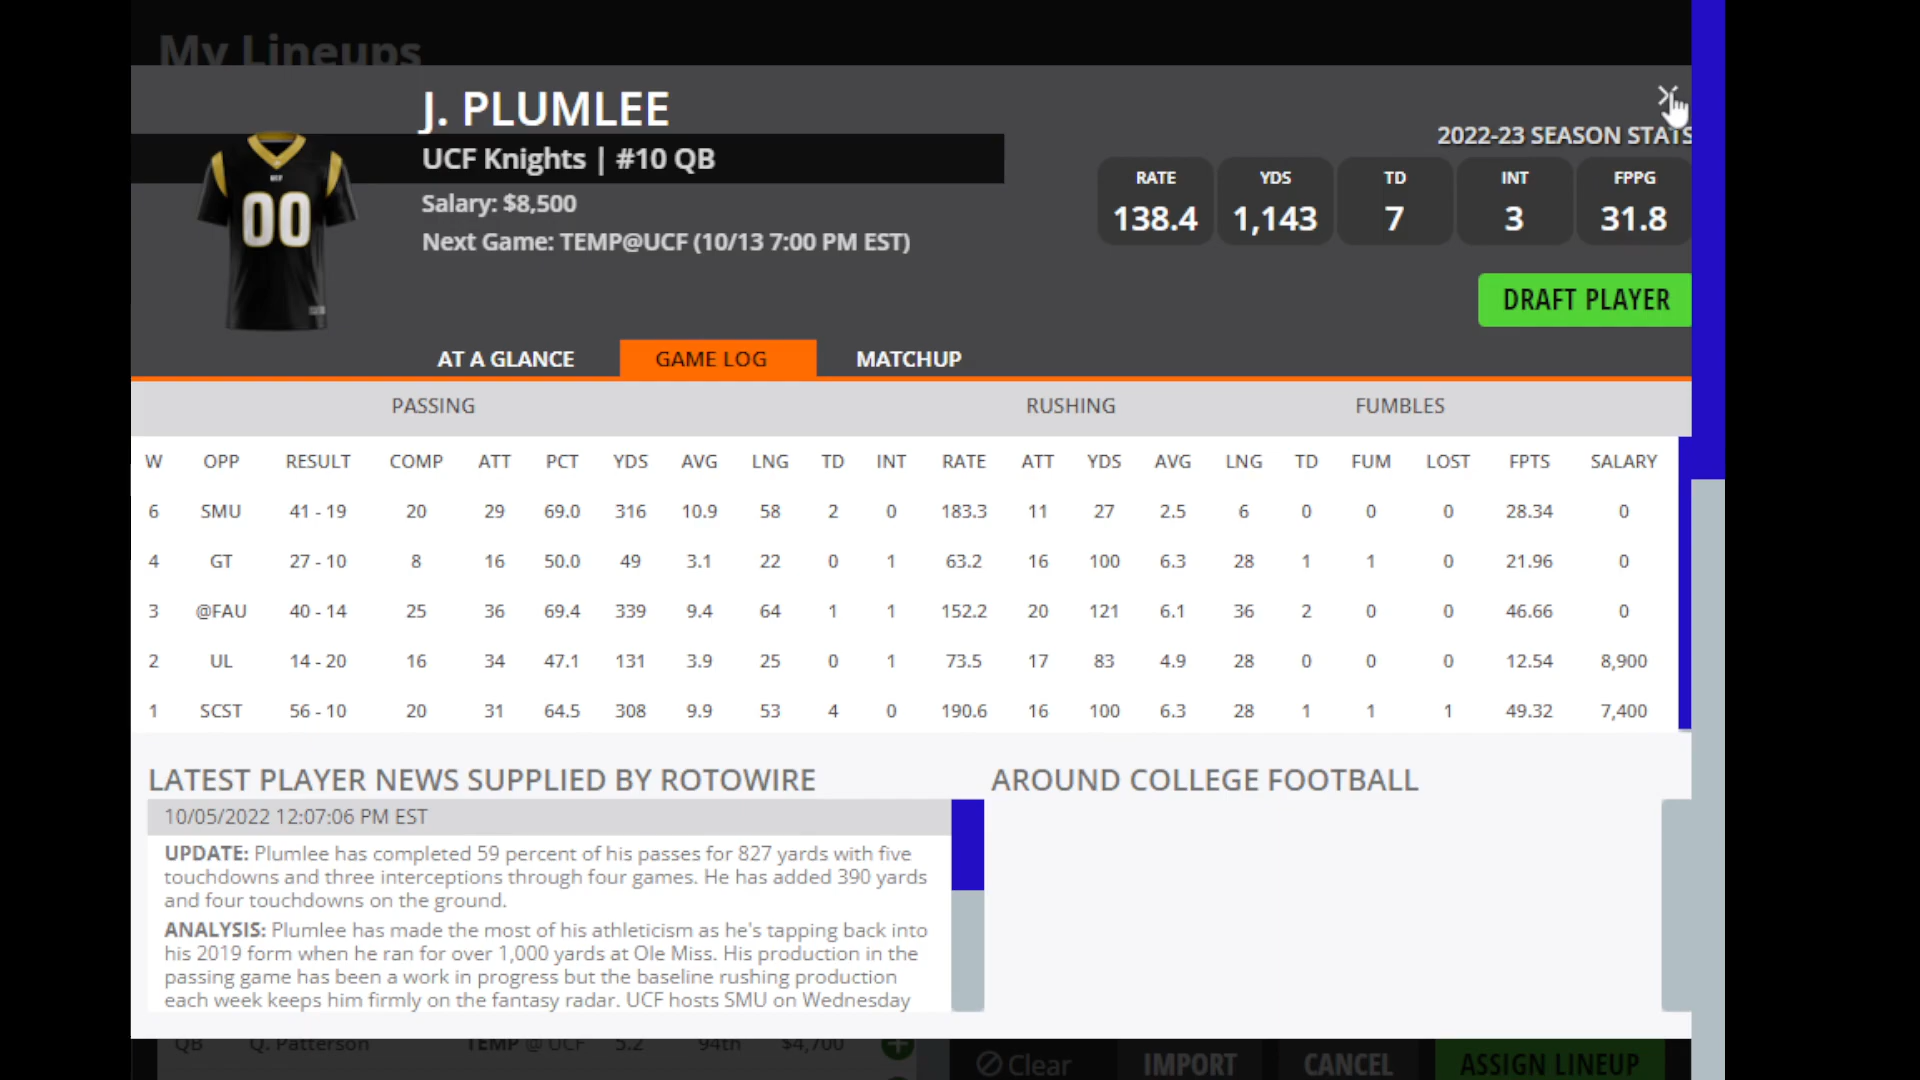 My Lineups
J. PLUMLEE
UCF Knights | #10 QB
Salary: $8,500
Next Game: TEMP@UCF (10/13 7:00 PM EST)
UCF
00
2022-23 SEASON STATS
RATE YDS TD INT FPPG
138.4 1,143 7 3 31.8
DRAFT PLAYER
AT A GLANCE GAME LOG MATCHUP
PASSING RUSHING FUMBLES
W OPP RESULT COMP ATT PCT YDS AVG LNG TD INT RATE ATT YDS AVG LNG TD FUM LOST FPTS SALARY
6 SMU 41 - 19 20 29 69.0 316 10.9 58 2 0 183.3 11 27 2.5 6 0 0 0 28.34 0
4 GT 27 - 10 8 16 50.0 49 3.1 22 0 1 63.2 16 100 6.3 28 1 1 0 21.96 0
3 @FAU 40 - 14 25 36 69.4 339 9.4 64 1 1 152.2 20 121 6.1 36 2 0 0 46.66 0
2 UL 14 - 20 16 34 47.1 131 3.9 25 0 1 73.5 17 83 4.9 28 0 0 0 12.54 8,900
1 SCST 56 - 10 20 31 64.5 308 9.9 53 4 0 190.6 16 100 6.3 28 1 1 1 49.32 7,400
LATEST PLAYER NEWS SUPPLIED BY ROTOWIRE
10/05/2022 12:07:06 PM EST
UPDATE: Plumlee has completed 59 percent of his passes for 827 yards with five
touchdowns and three interceptions through four games. He has added 390 yards
and four touchdowns on the ground.
ANALYSIS: Plumlee has made the most of his athleticism as he's tapping back into
his 2019 form when he ran for over 1,000 yards at Ole Miss. His production in the
passing game has been a work in progress but the baseline rushing production
each week keeps him firmly on the fantasy radar. UCF hosts SMU on Wednesday
AROUND COLLEGE FOOTBALL
QB Q. Patterson TEMP @ UCF 5.2 94th $4,700
Clear IMPORT CANCEL ASSIGN LINEUP